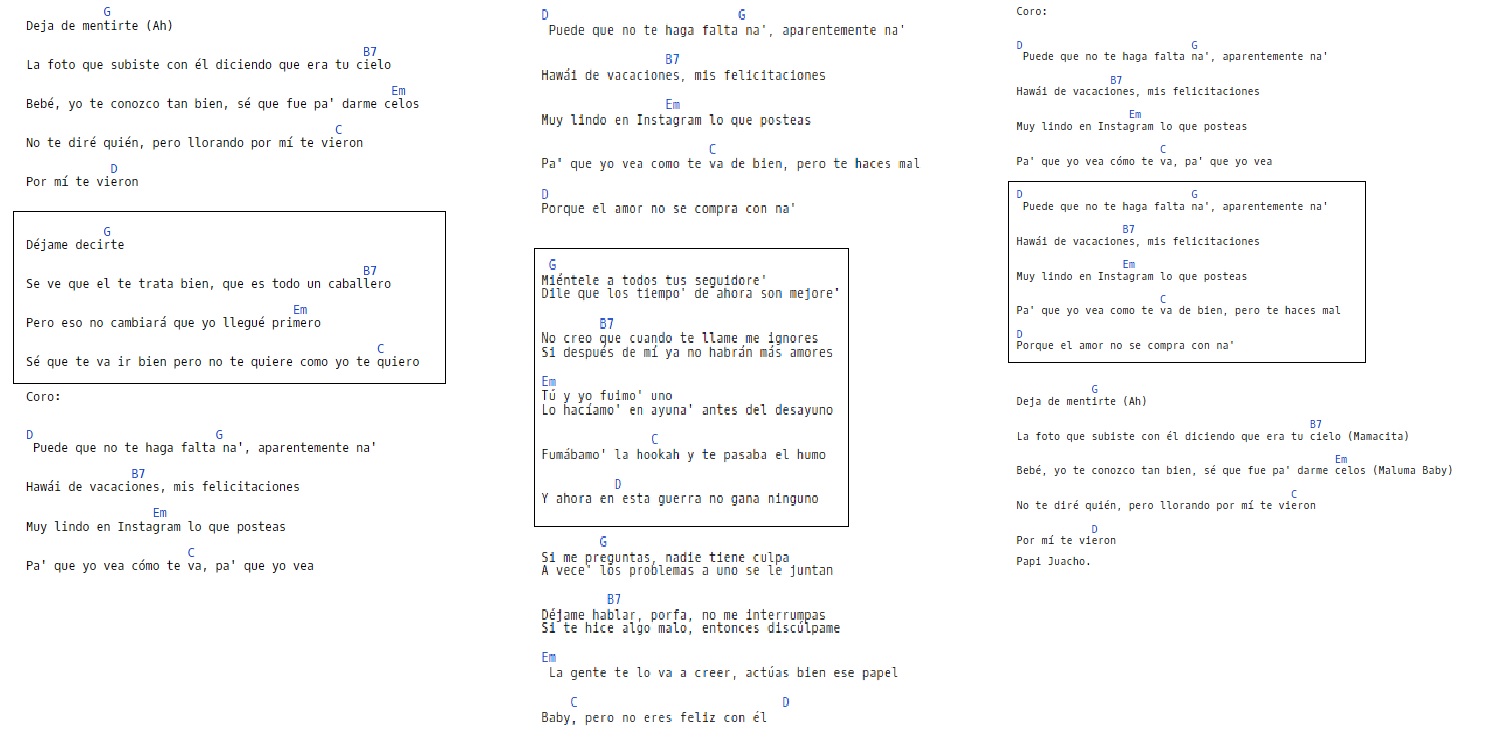 G
Deja de mentirte (Ah)
B7
La foto que subiste con él diciendo que era tu cielo
Em
Bebé, yo te conozco tan bien, sé que fue pa' darme celos
C
No te diré quién, pero llorando por mí te vieron
D
Por mí te vieron
G
Déjame decirte
B7
Se ve que el te trata bien, que es todo un caballero
Em
Pero eso no cambiará que yo llegué primero
C
Sé que te va ir bien pero no te quiere como yo te quiero
Coro:
D G
Puede que no te haga falta na', aparentemente na'
B7
Hawái de vacaciones, mis felicitaciones
Em
Muy lindo en Instagram lo que posteas
C
Pa' que yo vea cómo te va, pa' que yo vea
D G
Puede que no te haga falta na', aparentemente na'
B7
Hawái de vacaciones, mis felicitaciones
Em
Muy lindo en Instagram lo que posteas
C
Pa' que yo vea como te va de bien, pero te haces mal
D
Porque el amor no se compra con na'
G
Miéntele a todos tus seguidore'
Dile que los tiempo' de ahora son mejore'
B7
No creo que cuando te llame me ignores
Si después de mí ya no habrán más amores
Em
Tú y yo fuimo' uno
Lo hacíamo' en ayuna' antes del desayuno
C
Fumábamo' la hookah y te pasaba el humo
D
Y ahora en esta guerra no gana ninguno
G
Si me preguntas, nadie tiene culpa
A vece' los problemas a uno se le juntan
B7
Déjame hablar, porfa, no me interrumpas
Si te hice algo malo, entonces discúlpame
Em
La gente te lo va a creer, actúas bien ese papel
C D
Baby, pero no eres feliz con él
Coro:
D G
Puede que no te haga falta na', aparentemente na'
B7
Hawái de vacaciones, mis felicitaciones
Em
Muy lindo en Instagram lo que posteas
C
Pa' que yo vea cómo te va, pa' que yo vea
D G
Puede que no te haga falta na', aparentemente na'
B7
Hawái de vacaciones, mis felicitaciones
Em
Muy lindo en Instagram lo que posteas
C
Pa' que yo vea como te va de bien, pero te haces mal
D
Porque el amor no se compra con na'
G
Deja de mentirte (Ah)
B7
La foto que subiste con él diciendo que era tu cielo (Mamacita)
Em
Bebé, yo te conozco tan bien, sé que fue pa' darme celos (Maluma Baby)
C
No te diré quién, pero llorando por mí te vieron
D
Por mí te vieron
Papi Juacho.